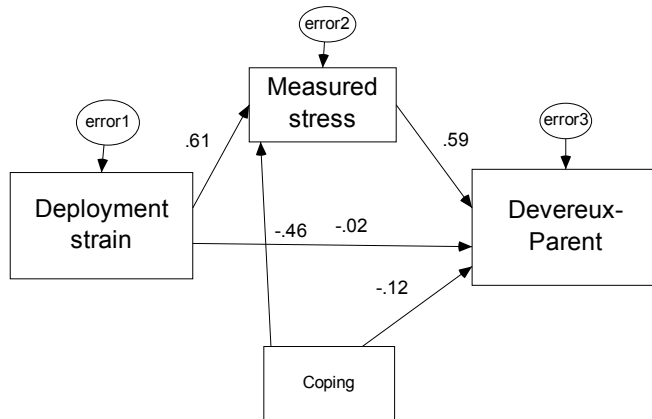 error2
Measured
stress
error1
error3
.61
.59
Deployment
strain
Devereux-
Parent
-.46
-.02
-.12
Coping